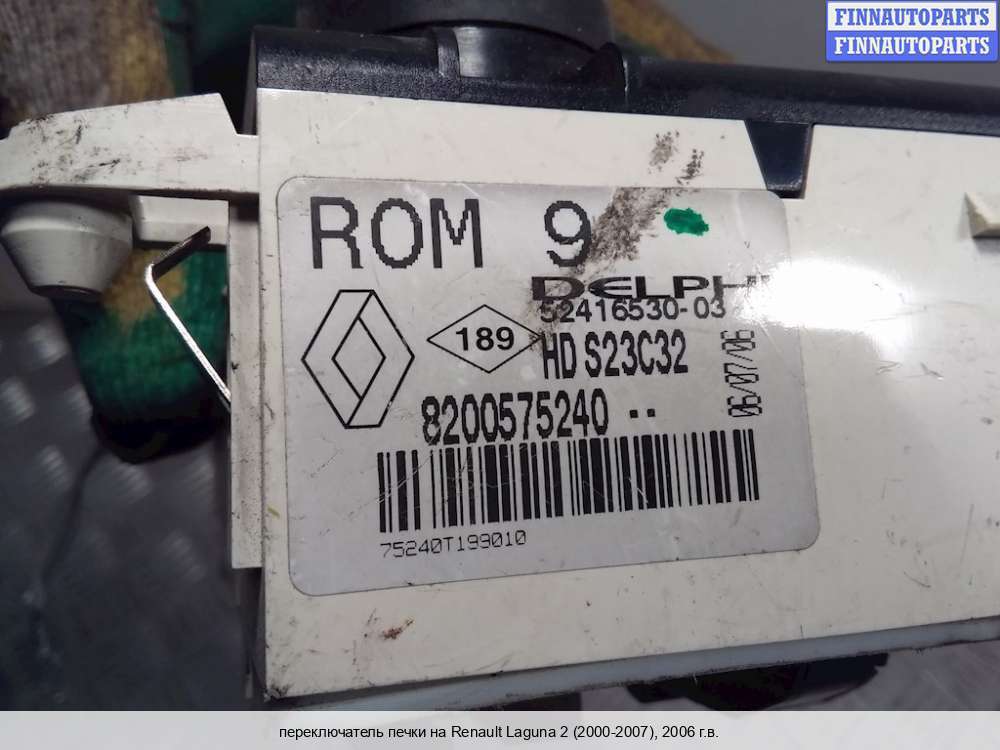 FINNAUTOPARTS
FINNAUTOPARTS
ROM 9
DELPHI
52416530-03
189
HD S23C32
8200575240 --
06/07/06
75240T199010
переключатель печки на Renault Laguna 2 (2000-2007), 2006 г.в.